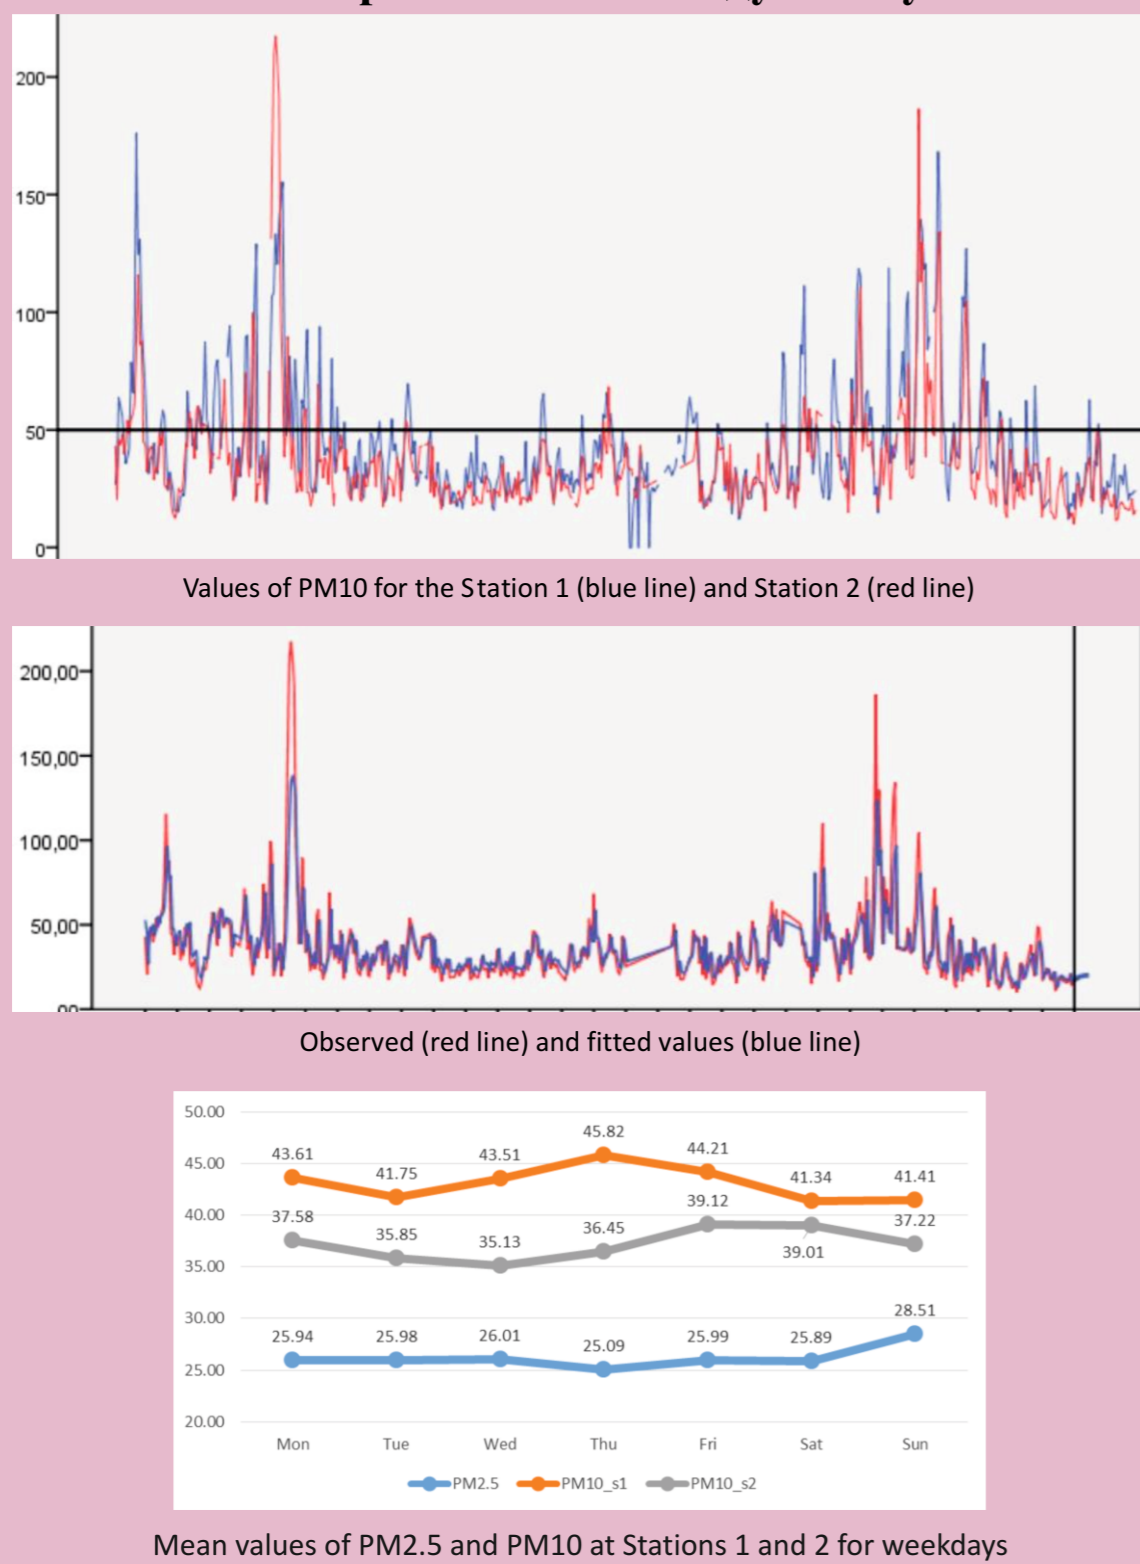 200
150
100
50
0
Values of PM10 for the Station 1 (blue line) and Station 2 (red line)
200,00
150,00
100,00
50,00
Observed (red line) and fitted values (blue line)
50.00
45.00
40.00
35.00
30.00
25.00
20.00
43.61 41.75 43.51 45.82 44.21 41.34 41.41
37.58 35.85 35.13 36.45 39.12 39.01 37.22
25.94 25.98 26.01 25.09 25.99 25.89 28.51
Mon Tue Wed Thu Fri Sat Sun
PM2.5 PM10_s1 PM10_s2
Mean values of PM2.5 and PM10 at Stations 1 and 2 for weekdays